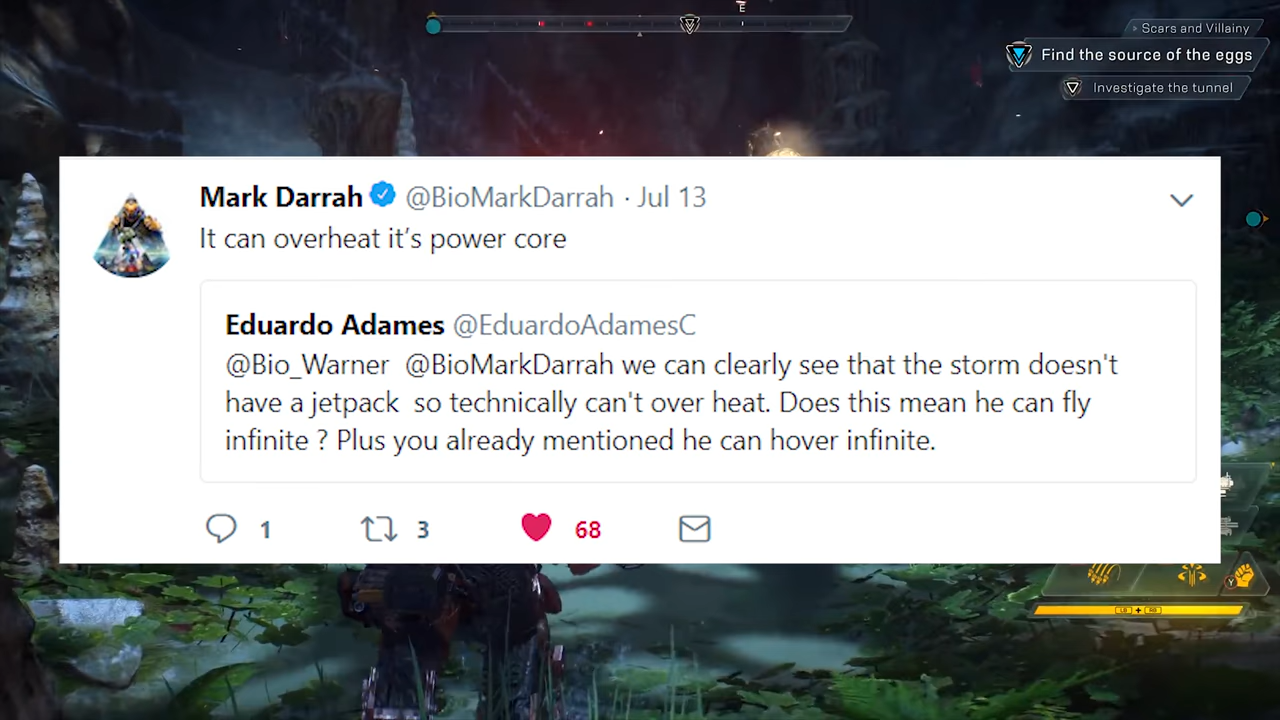 E
> Scars and Villainy
Find the source of the eggs
Investigate the tunnel
Mark Darrah @BioMarkDarrah · Jul 13
It can overheat it’s power core
Eduardo Adames @EduardoAdamesC
@Bio_Warner @BioMarkDarrah we can clearly see that the storm doesn't
have a jetpack so technically can't over heat. Does this mean he can fly
infinite ? Plus you already mentioned he can hover infinite.
1 3 68
Y
LB + RB